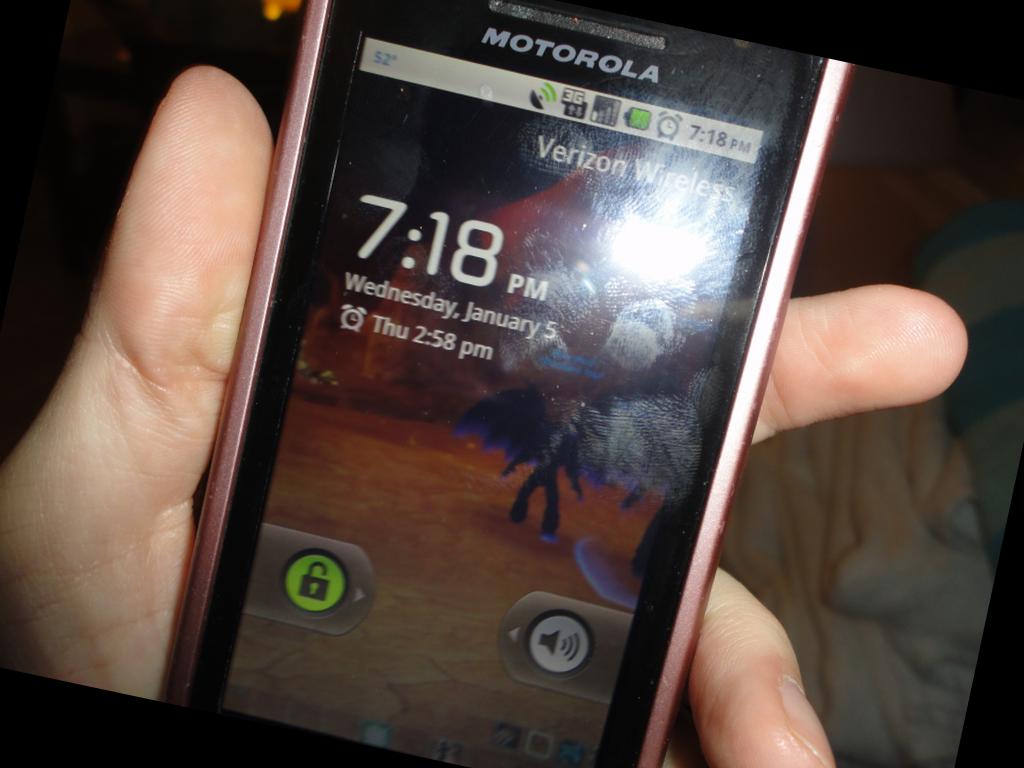 MOTOROLA
52°
3G 7:18 PM
Verizon Wireless
7:18 PM
Wednesday, January 5
Thu 2:58 pm